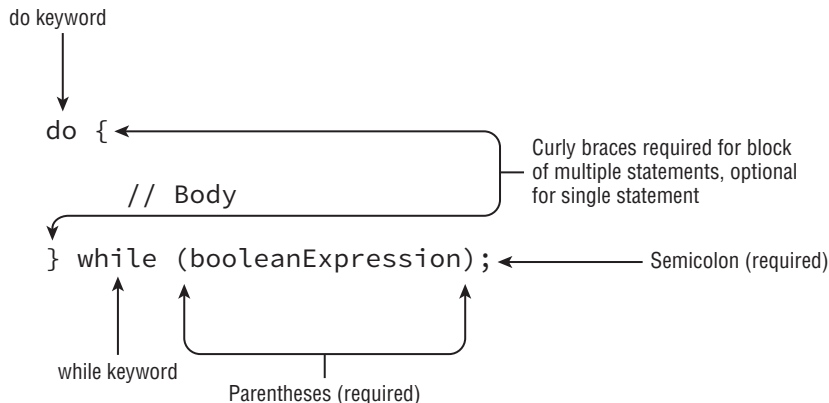 do keyword
do {
Curly braces required for block
of multiple statements, optional
for single statement
// Body
} while (booleanExpression);
Semicolon (required)
while keyword
Parentheses (required)